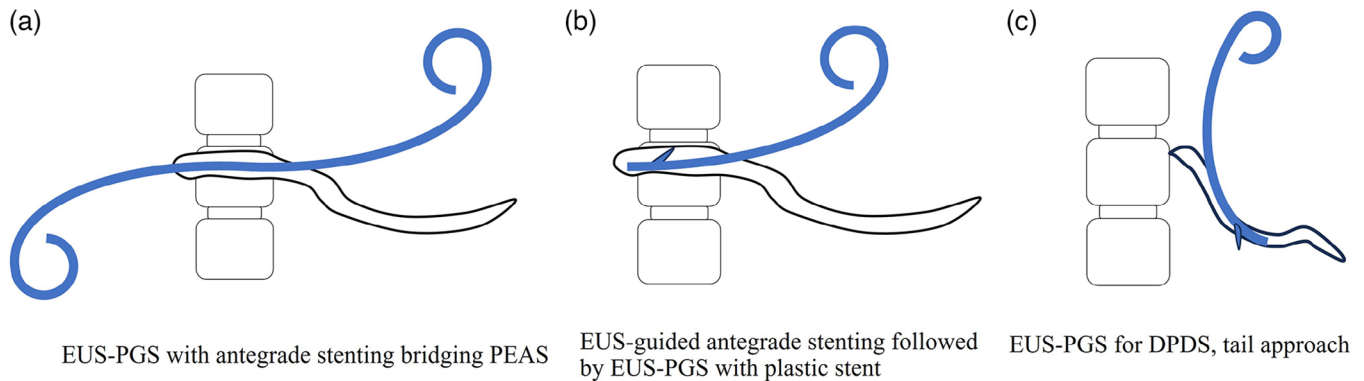 (a)
(b)
(c)
EUS-PGS with antegrade stenting bridging PEAS
EUS-guided antegrade stenting followed
by EUS-PGS with plastic stent
EUS-PGS for DPDS, tail approach